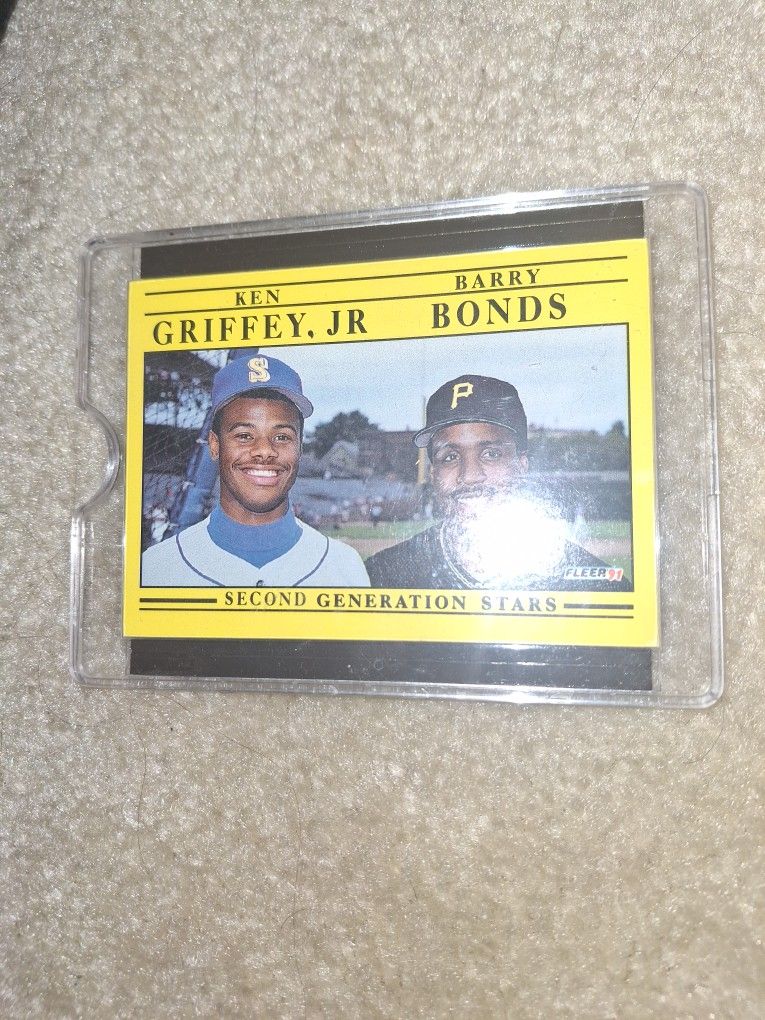 KEN
GRIFFEY, JR
BARRY
BONDS
S
P
FLEER 91
SECOND GENERATION STARS